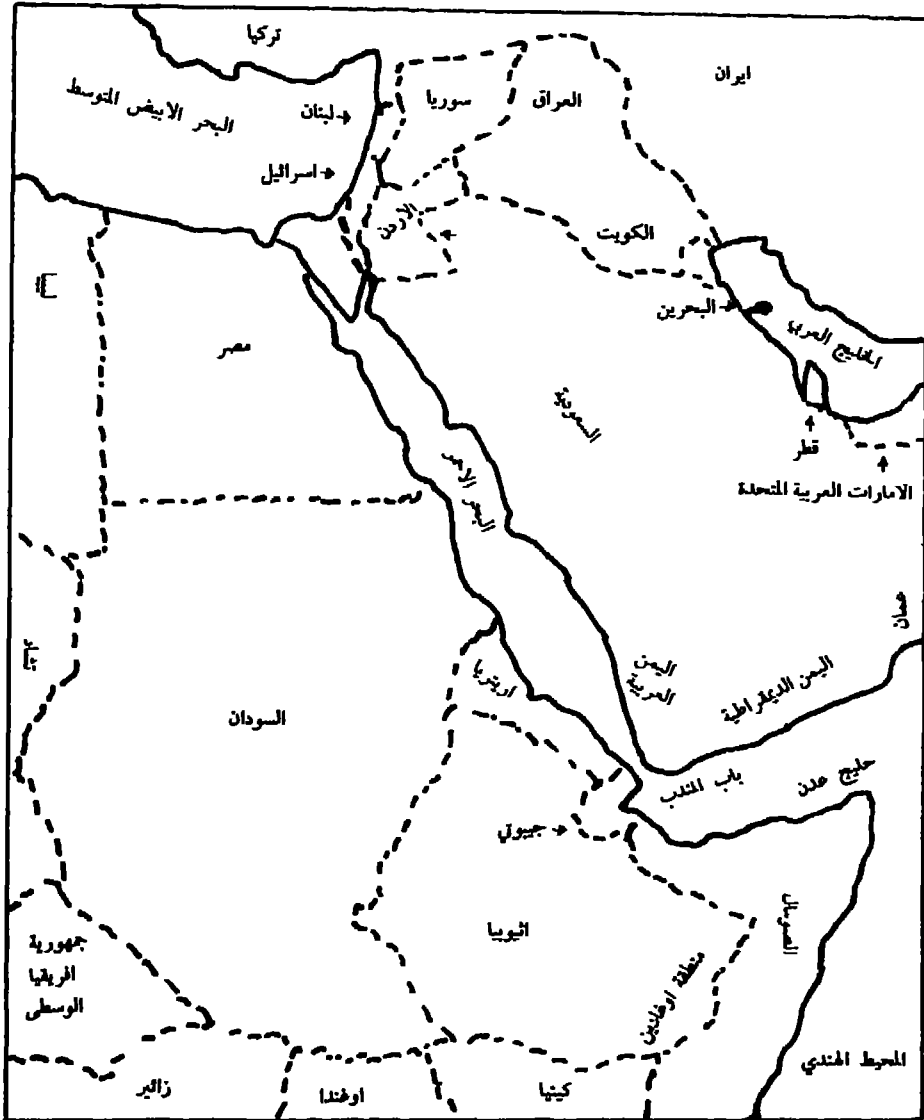 تركيا
ايران
البحر الابيض المتوسط
لبنان
سوريا
العراق
اسرائيل
الاردن
الكويت
ليبيا
مصر
البحرين
الخليج العربي
السعودية
قطر
الامارات العربية المتحدة
البحر الاحمر
عمان
تشاد
السودان
اريتريا
اليمن
العربية
اليمن الديمقراطية
باب المندب
خليج عدن
جيبوتي
الصومال
اثيوبيا
منطقة اوغادين
جمهورية
افريقيا
الوسطى
المحيط الهندي
زائير
اوغندا
كينيا